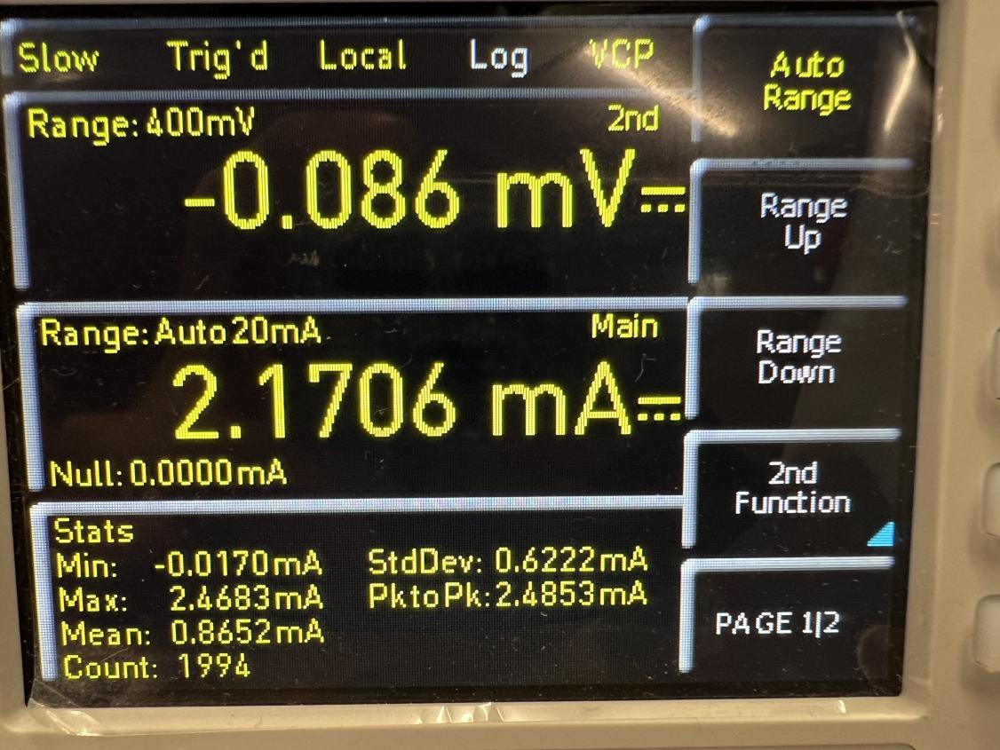 Slow Trig'd Local Log VCP
Auto
Range
Range:400mV 2nd
-0.086 mV
Range
Up
Range:Auto20mA Main
2.1706 mA
Null:0.0000mA
Range
Down
2nd
Function
Stats
Min: -0.0170mA StdDev: 0.6222mA
Max: 2.4683mA PktoPk:2.4853mA
Mean: 0.8652mA
Count: 1994
PAGE 1|2